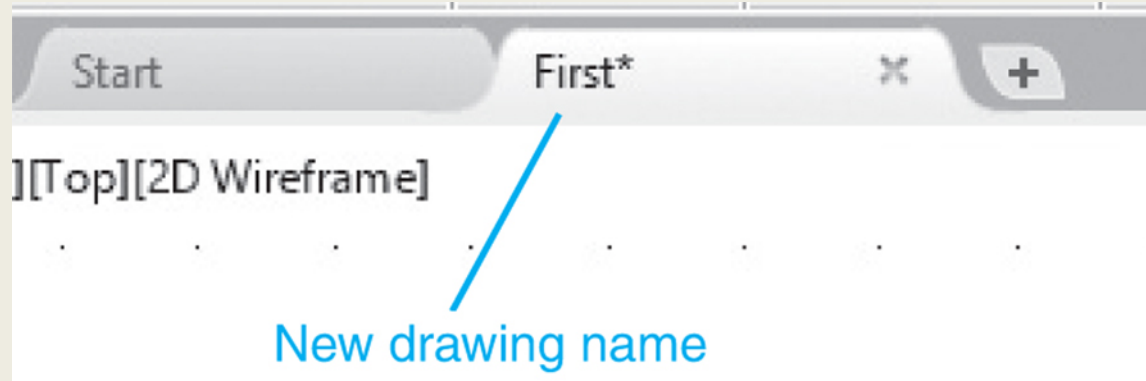 Start First* × +
][Top][2D Wireframe]
New drawing name